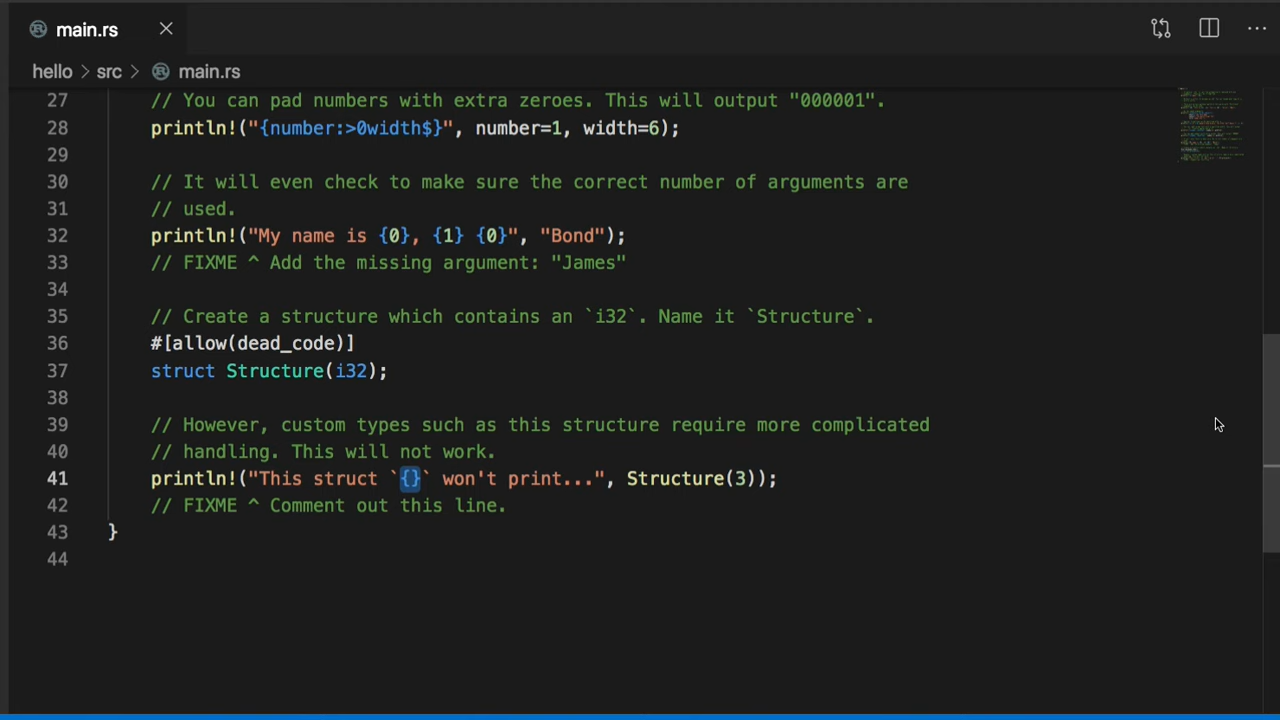 main.rs
hello > src > main.rs
27 // You can pad numbers with extra zeroes. This will output "000001".
28 println!("{number:>0width$}", number=1, width=6);
29
30 // It will even check to make sure the correct number of arguments are
31 // used.
32 println!("My name is {0}, {1} {0}", "Bond");
33 // FIXME ^ Add the missing argument: "James"
34
35 // Create a structure which contains an `i32`. Name it `Structure`.
36 #[allow(dead_code)]
37 struct Structure(i32);
38
39 // However, custom types such as this structure require more complicated
40 // handling. This will not work.
41 println!("This struct `{}` won't print...", Structure(3));
42 // FIXME ^ Comment out this line.
43 }
44